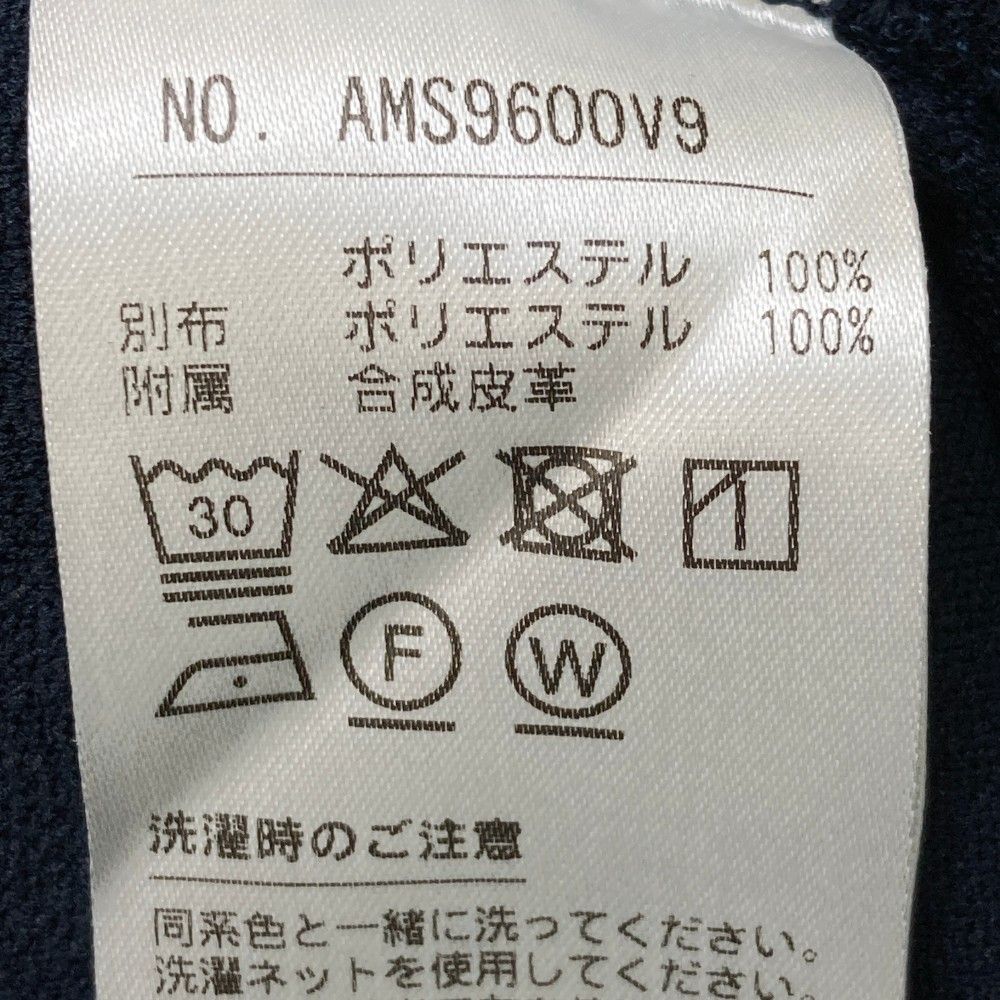 NO. AMS9600V9
ポリエステル 100%
別布 ポリエステル 100%
附属 合成皮革
30
F W
洗濯時のご注意
同系色と一緒に洗ってください。
洗濯ネットを使用してください。